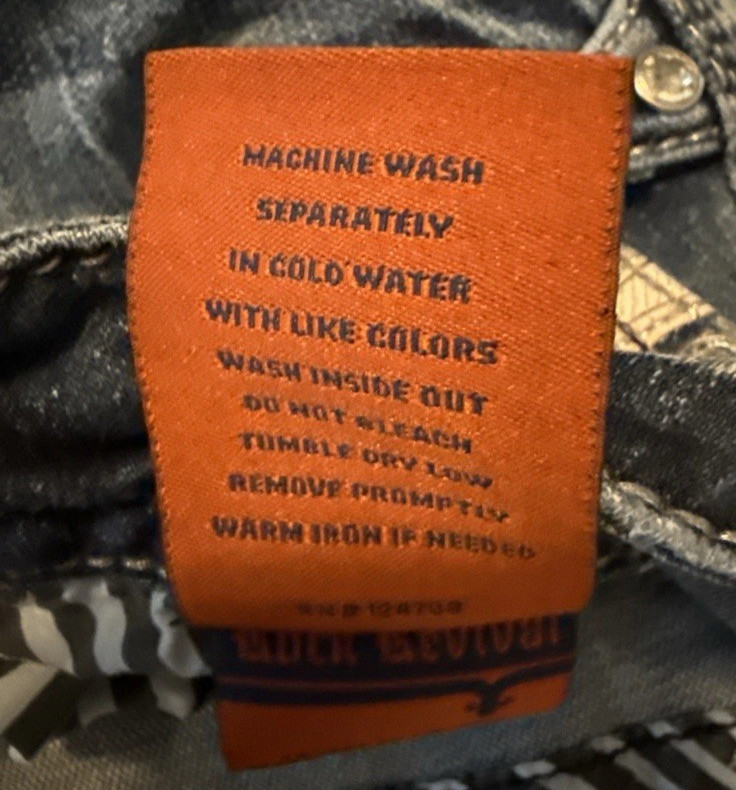 MACHINE WASH
SEPARATELY
IN COLD WATER
WITH LIKE COLORS
WASH INSIDE OUT
DO NOT BLEACH
TUMBLE DRY LOW
REMOVE PROMPTLY
WARM IRON IF NEEDED
Rock Revival